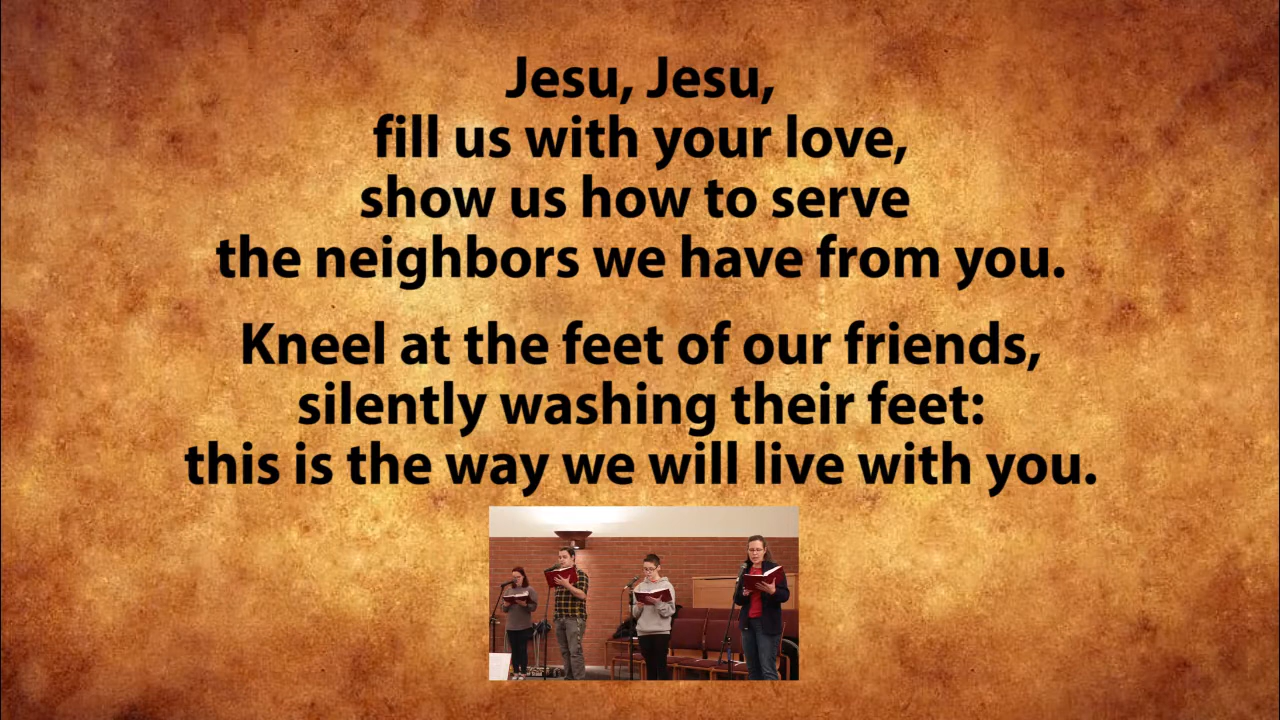 Jesu, Jesu,
fill us with your love,
show us how to serve
the neighbors we have from you.
Kneel at the feet of our friends,
silently washing their feet:
this is the way we will live with you.